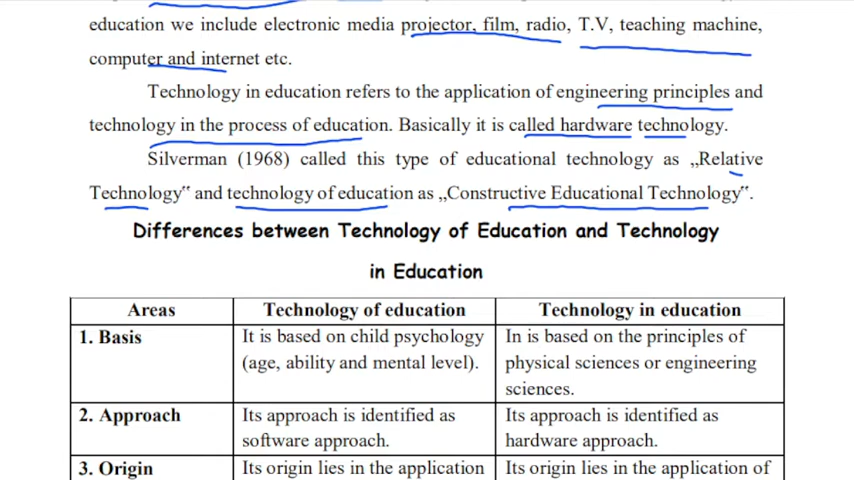 education we include electronic media projector, film, radio, T.V, teaching machine,
computer and internet etc.
Technology in education refers to the application of engineering principles and
technology in the process of education. Basically it is called hardware technology.
Silverman (1968) called this type of educational technology as „Relative
Technology‟ and technology of education as „Constructive Educational Technology‟.
Differences between Technology of Education and Technology
in Education
Areas Technology of education Technology in education
1. Basis It is based on child psychology In is based on the principles of
(age, ability and mental level). physical sciences or engineering
sciences.
2. Approach Its approach is identified as Its approach is identified as
software approach. hardware approach.
3. Origin Its origin lies in the application Its origin lies in the application of